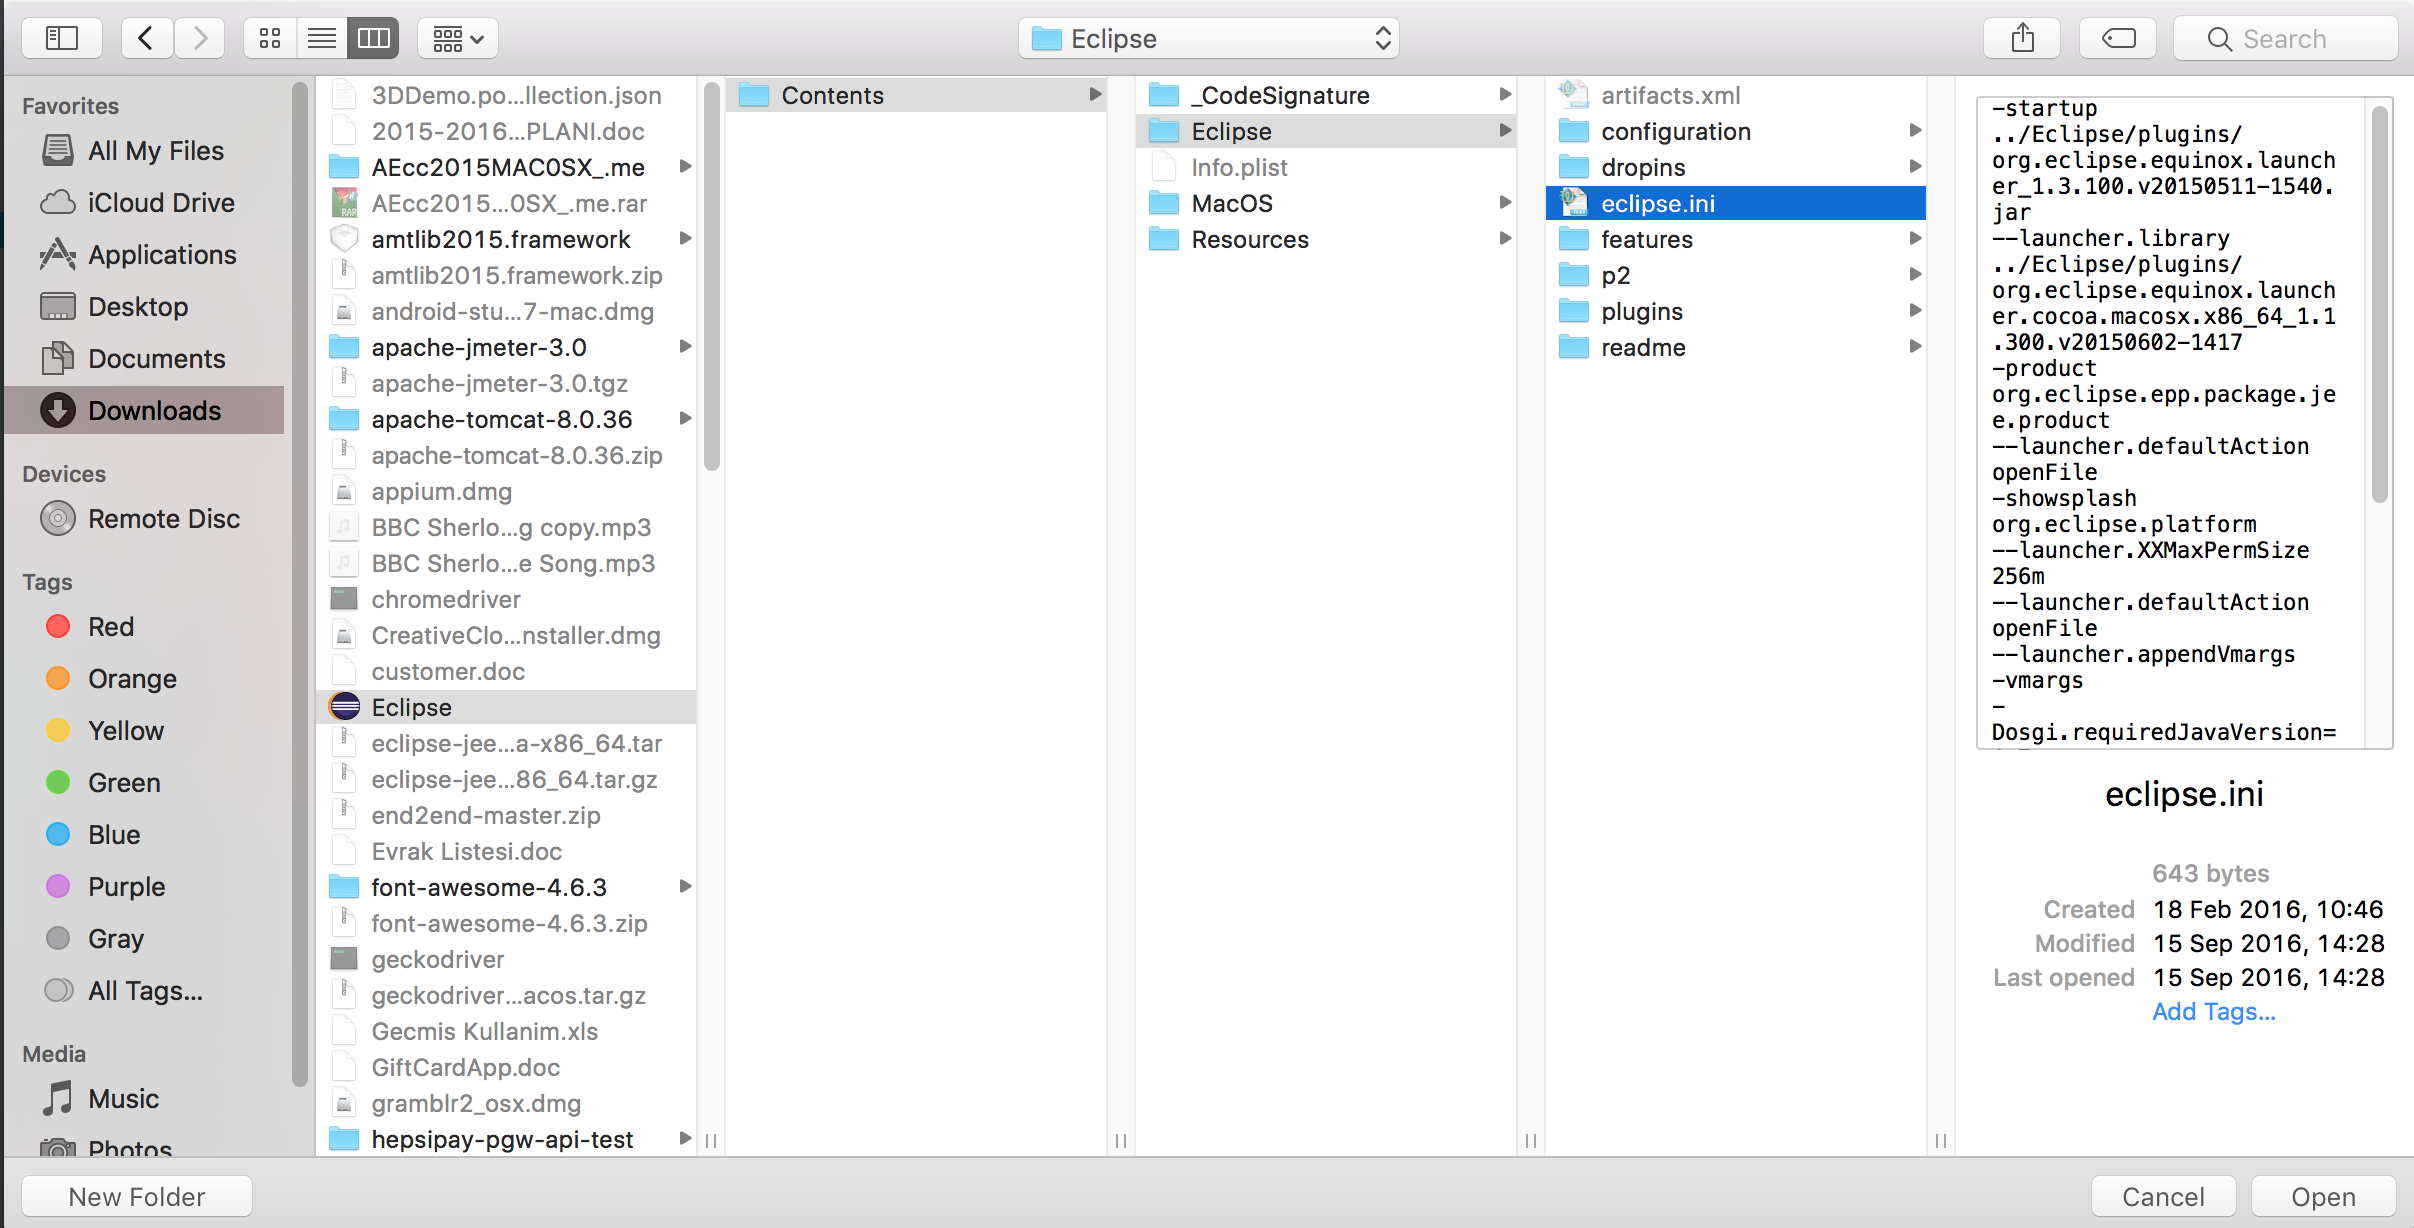 Eclipse
Search
Favorites
All My Files
iCloud Drive
Applications
Desktop
Documents
Downloads
Devices
Remote Disc
Tags
Red
Orange
Yellow
Green
Blue
Purple
Gray
All Tags...
Media
Music
Photos
3DDemo.po...llection.json
2015-2016...PLANI.doc
AEcc2015MAC0SX_.me
AEcc2015...0SX_.me.rar
amtlib2015.framework
amtlib2015.framework.zip
android-stu...7-mac.dmg
apache-jmeter-3.0
apache-jmeter-3.0.tgz
apache-tomcat-8.0.36
apache-tomcat-8.0.36.zip
appium.dmg
BBC Sherlo...g copy.mp3
BBC Sherlo...e Song.mp3
chromedriver
CreativeClo...nstaller.dmg
customer.doc
Eclipse
eclipse-jee...a-x86_64.tar
eclipse-jee...86_64.tar.gz
end2end-master.zip
Evrak Listesi.doc
font-awesome-4.6.3
font-awesome-4.6.3.zip
geckodriver
geckodriver...acos.tar.gz
Gecmis Kullanim.xls
GiftCardApp.doc
gramblr2_osx.dmg
hepsipay-pgw-api-test
Contents
_CodeSignature
Eclipse
Info.plist
MacOS
Resources
artifacts.xml
configuration
dropins
eclipse.ini
features
p2
plugins
readme
-startup
../Eclipse/plugins/
org.eclipse.equinox.launch
er_1.3.100.v20150511-1540.
jar
--launcher.library
../Eclipse/plugins/
org.eclipse.equinox.launch
er.cocoa.macosx.x86_64_1.1
.300.v20150602-1417
-product
org.eclipse.epp.package.je
e.product
--launcher.defaultAction
openFile
-showsplash
org.eclipse.platform
--launcher.XXMaxPermSize
256m
--launcher.defaultAction
openFile
--launcher.appendVmargs
-vmargs
-
Dosgi.requiredJavaVersion=
eclipse.ini
643 bytes
Created 18 Feb 2016, 10:46
Modified 15 Sep 2016, 14:28
Last opened 15 Sep 2016, 14:28
Add Tags...
New Folder
Cancel
Open